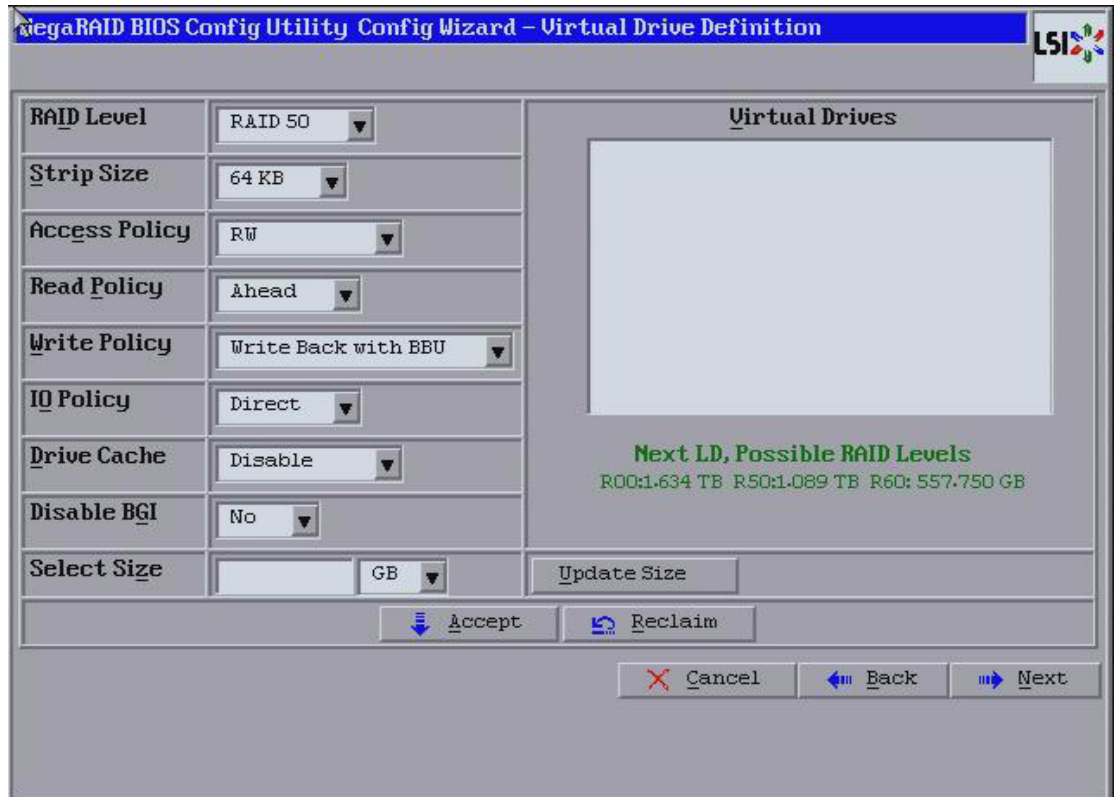 MegaRAID BIOS Config Utility Config Wizard – Virtual Drive Definition
LSI
RAID Level RAID 50
Strip Size 64 KB
Access Policy RW
Read Policy Ahead
Write Policy Write Back with BBU
IO Policy Direct
Drive Cache Disable
Disable BGI No
Select Size GB
Virtual Drives
Next LD, Possible RAID Levels
R00:1.634 TB R50:1.089 TB R60: 557.750 GB
Update Size
Accept Reclaim
Cancel Back Next